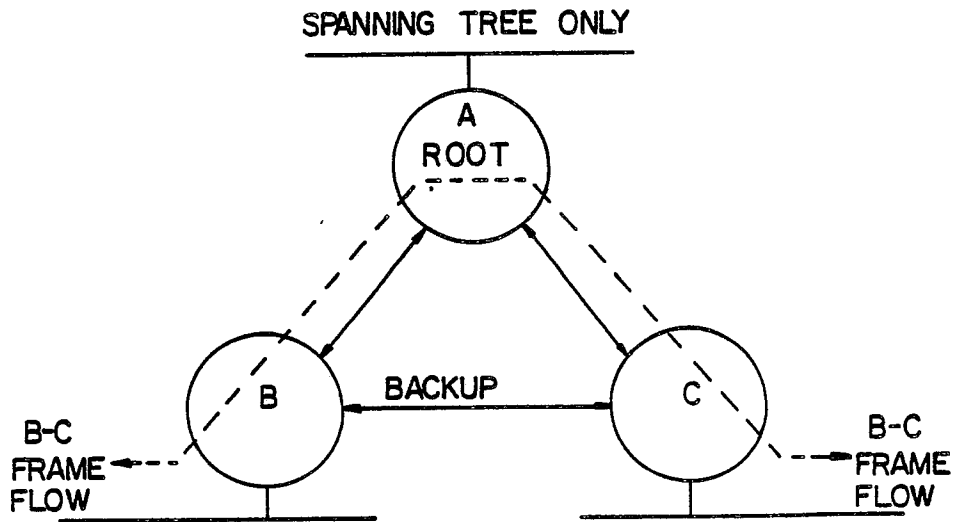 SPANNING TREE ONLY
A
ROOT
B
BACKUP
C
B-C
FRAME
FLOW
B-C
FRAME
FLOW